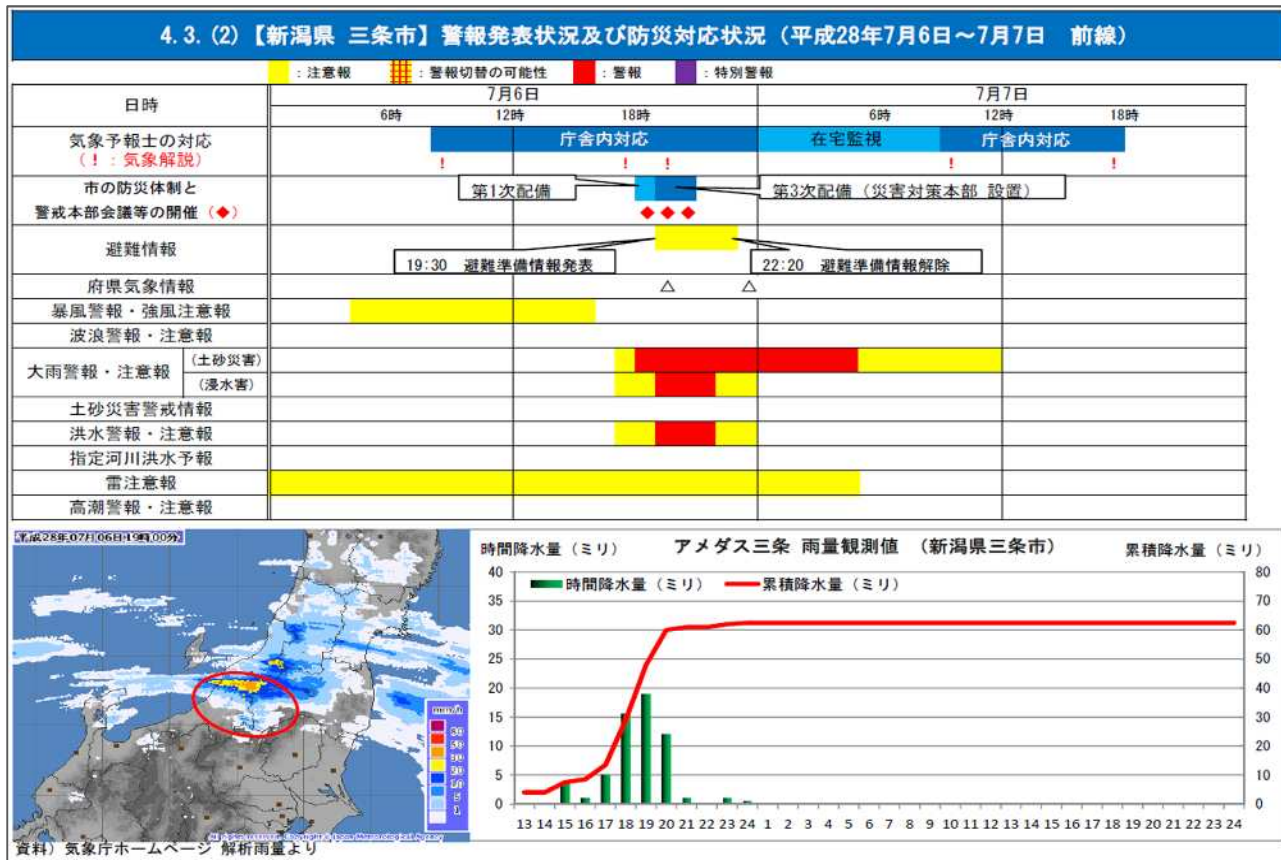 4.3.(2)【新潟県 三条市】警報発表状況及び防災対応状況（平成28年7月6日～7月7日　前線）
：注意報　：警報切替の可能性　：警報　：特別警報
日時
7月6日　7月7日
6時　12時　18時　6時　12時　18時
気象予報士の対応
（！：気象解説）
庁舎内対応　在宅監視　庁舎内対応
！　！　！　！　！
市の防災体制と
警戒本部会議等の開催（◆）
第1次配備　第3次配備（災害対策本部 設置）
◆ ◆ ◆
避難情報
19:30　避難準備情報発表　22:20　避難準備情報解除
府県気象情報
△　△
暴風警報・強風注意報
波浪警報・注意報
大雨警報・注意報
（土砂災害）
（浸水害）
土砂災害警戒情報
洪水警報・注意報
指定河川洪水予報
雷注意報
高潮警報・注意報
平成28年07月06日19時00分
mm/h
80
50
30
20
10
5
1
All rights reserved. Copyright © Japan Meteorological Agency
資料）気象庁ホームページ 解析雨量より
時間降水量（ミリ）　アメダス三条 雨量観測値 （新潟県三条市）　累積降水量（ミリ）
時間降水量（ミリ）　累積降水量（ミリ）
40　80
35　70
30　60
25　50
20　40
15　30
10　20
5　10
0　0
13 14 15 16 17 18 19 20 21 22 23 24 1 2 3 4 5 6 7 8 9 10 11 12 13 14 15 16 17 18 19 20 21 22 23 24